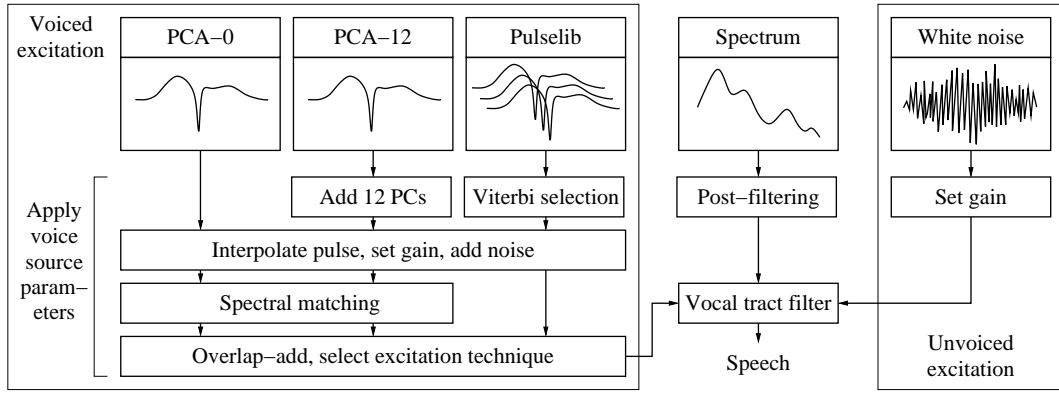 Voiced
excitation
PCA−0
PCA−12
Pulselib
Spectrum
White noise
Apply
voice
source
param−
eters
Add 12 PCs
Viterbi selection
Post−filtering
Set gain
Interpolate pulse, set gain, add noise
Spectral matching
Vocal tract filter
Overlap−add, select excitation technique
Speech
Unvoiced
excitation